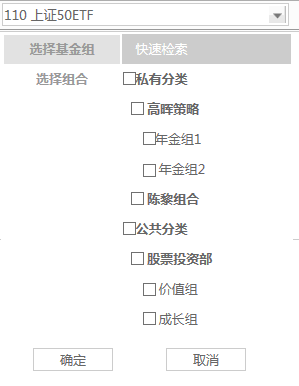 110 上证50ETF
选择基金组 快速检索
选择组合 私有分类
高晖策略
年金组1
年金组2
陈黎组合
公共分类
股票投资部
价值组
成长组
确定 取消